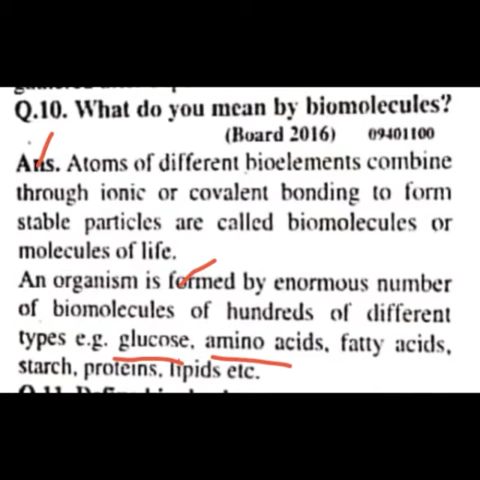 Q.10. What do you mean by biomolecules?
(Board 2016) 09401100
Ans. Atoms of different bioelements combine
through ionic or covalent bonding to form
stable particles are called biomolecules or
molecules of life.
An organism is formed by enormous number
of biomolecules of hundreds of different
types e.g. glucose, amino acids, fatty acids,
starch, proteins, lipids etc.